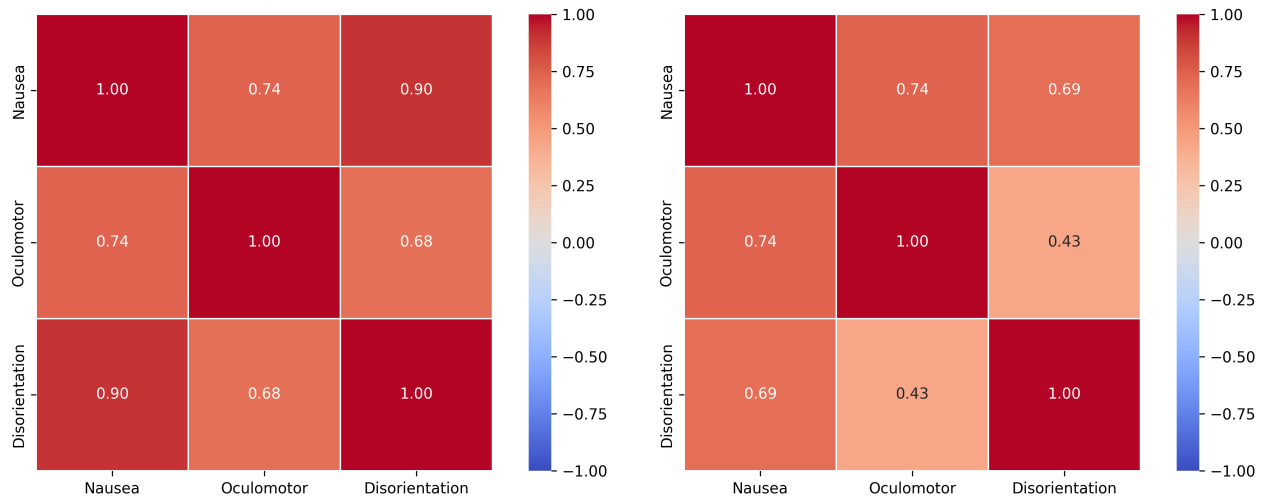 Nausea
1.00 0.74 0.90
Oculomotor
0.74 1.00 0.68
Disorientation
0.90 0.68 1.00
Nausea Oculomotor Disorientation
1.00
0.75
0.50
0.25
0.00
−0.25
−0.50
−0.75
−1.00
Nausea
1.00 0.74 0.69
Oculomotor
0.74 1.00 0.43
Disorientation
0.69 0.43 1.00
Nausea Oculomotor Disorientation
1.00
0.75
0.50
0.25
0.00
−0.25
−0.50
−0.75
−1.00